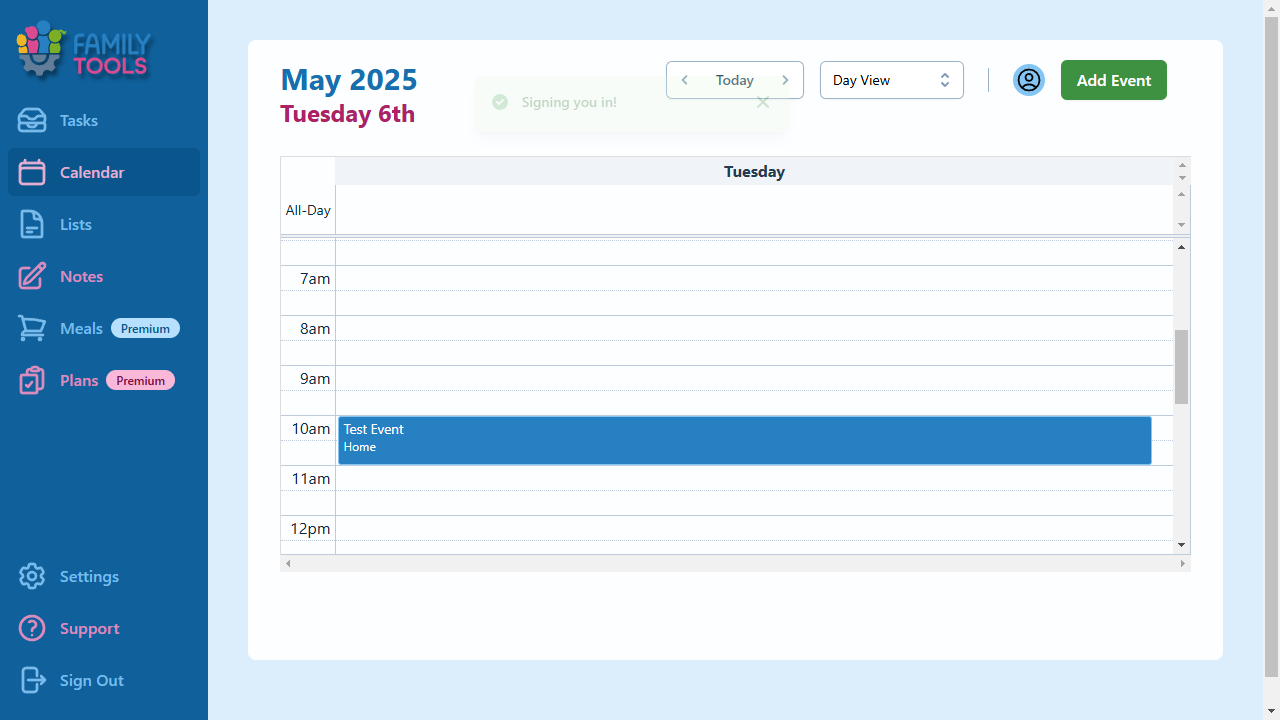 FAMILY
TOOLS
Tasks
Calendar
Lists
Notes
Meals Premium
Plans Premium
Settings
Support
Sign Out
May 2025
Tuesday 6th
Signing you in!
Today
Day View
Add Event
Tuesday
All-Day
7am
8am
9am
10am
Test Event
Home
11am
12pm